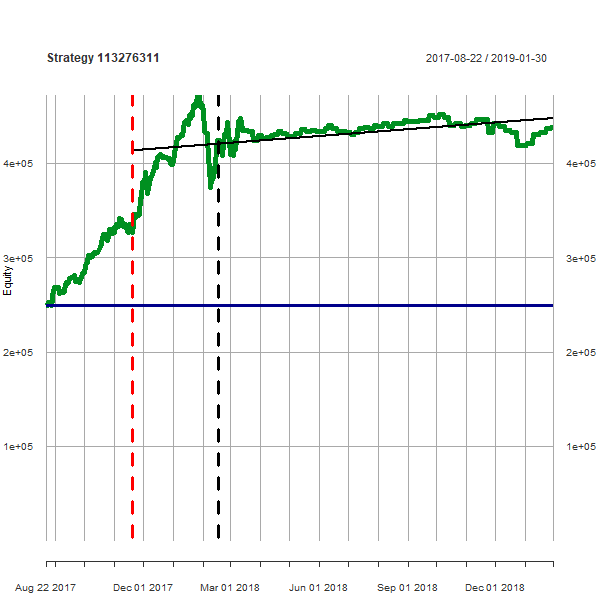 Strategy 113276311
2017-08-22 / 2019-01-30
4e+05
4e+05
3e+05
3e+05
Equity
2e+05
2e+05
1e+05
1e+05
Aug 22 2017
Dec 01 2017
Mar 01 2018
Jun 01 2018
Sep 01 2018
Dec 01 2018